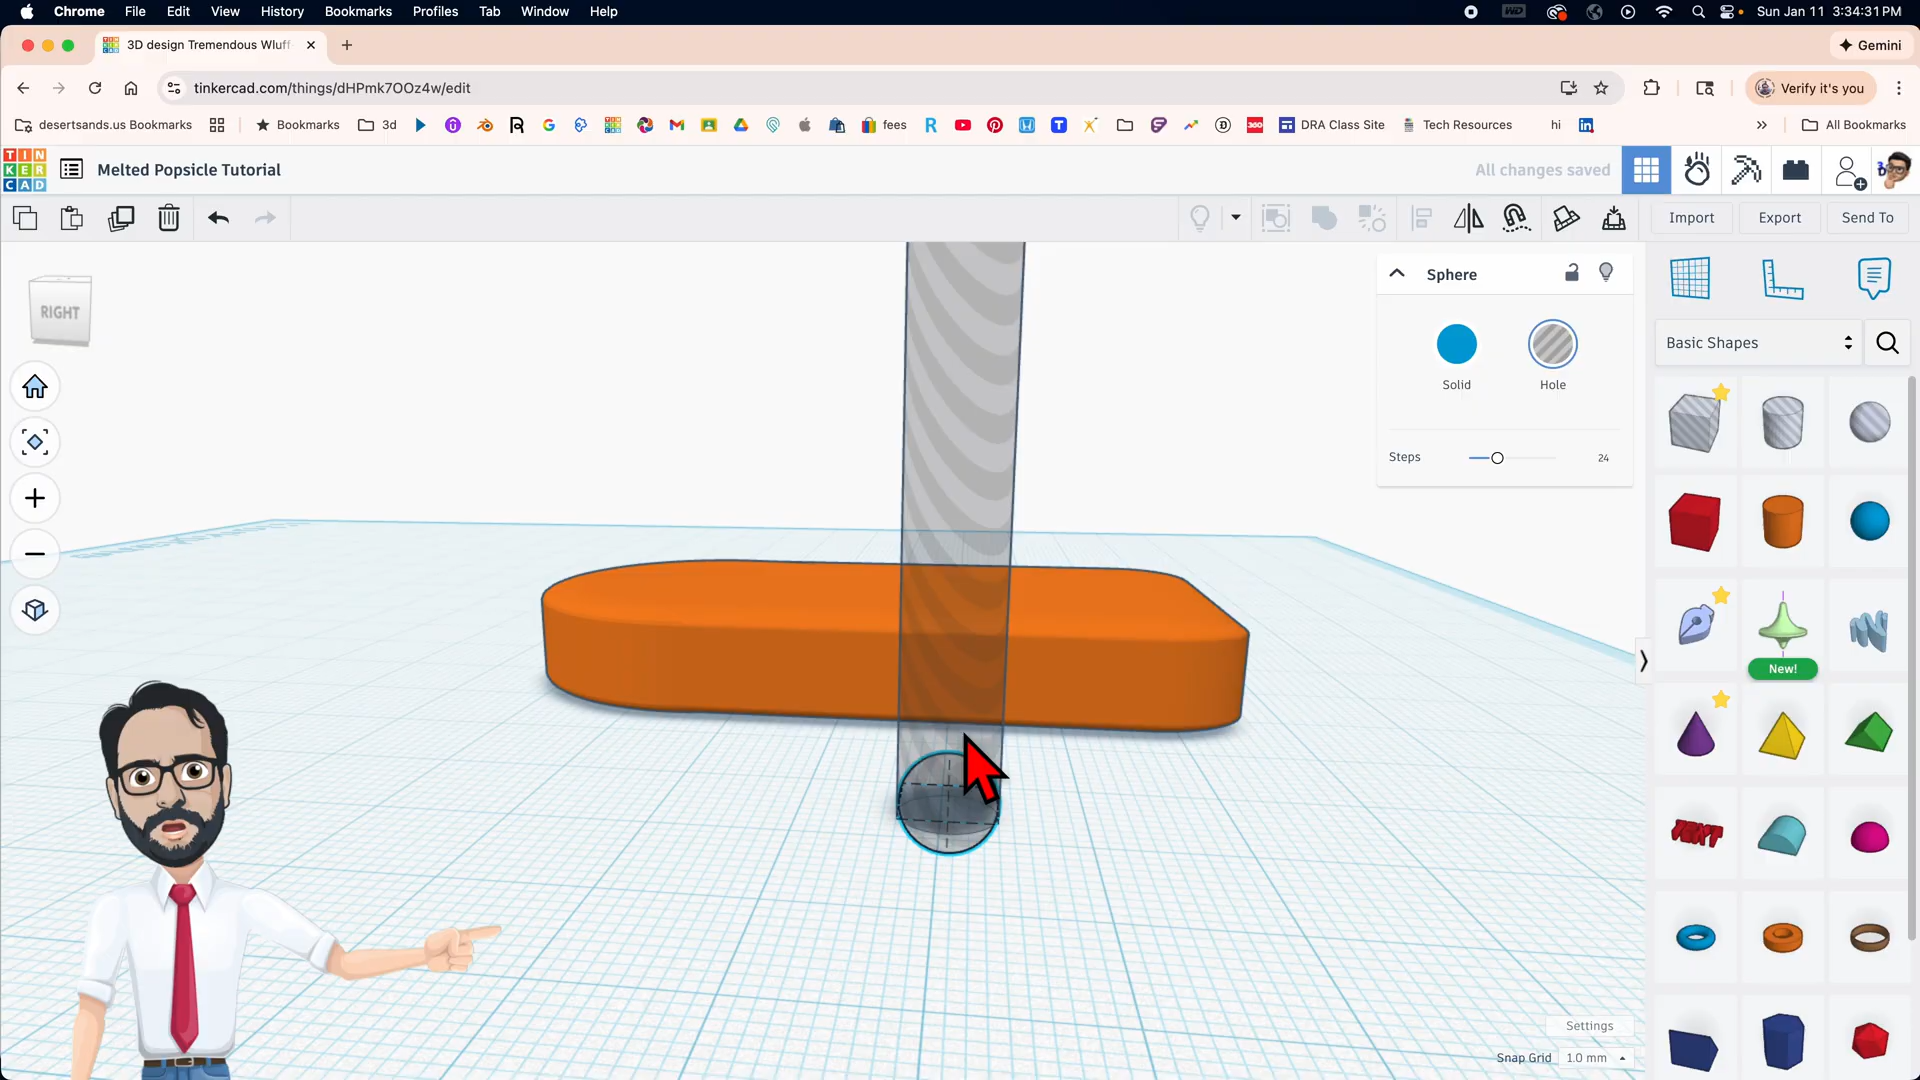 Chrome File Edit View History Bookmarks Profiles Tab Window Help
Sun Jan 11 3:34:31 PM
3D design Tremendous Wluff
Gemini
tinkercad.com/things/dHPmk7OOz4w/edit
Verify it's you
desertsands.us Bookmarks Bookmarks 3d fees DRA Class Site Tech Resources hi All Bookmarks
TIN
KER
CAD
Melted Popsicle Tutorial
All changes saved
Import Export Send To
RIGHT
Sphere
Solid Hole
Steps 24
Basic Shapes
New!
TEXT
Settings
Snap Grid 1.0 mm